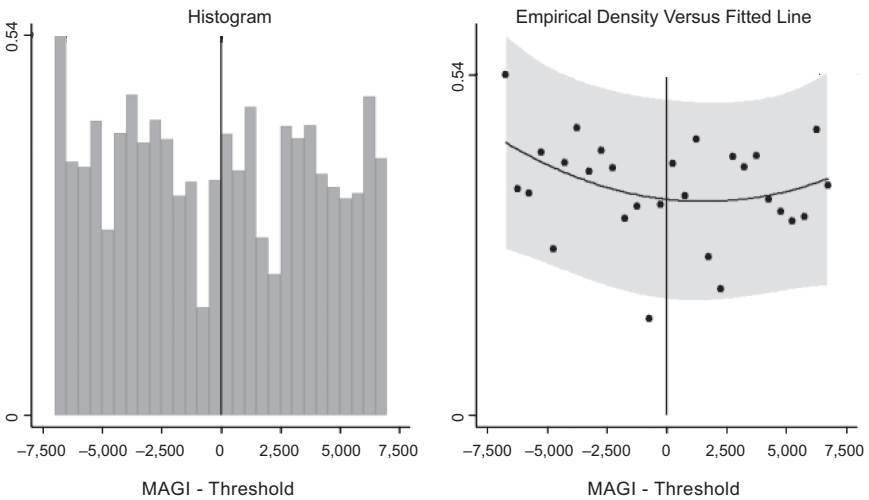 Histogram
0.54
0
−7,500 −5,000 −2,500 0 2,500 5,000 7,500
MAGI - Threshold
Empirical Density Versus Fitted Line
0.54
0
−7,500 −5,000 −2,500 0 2,500 5,000 7,500
MAGI - Threshold